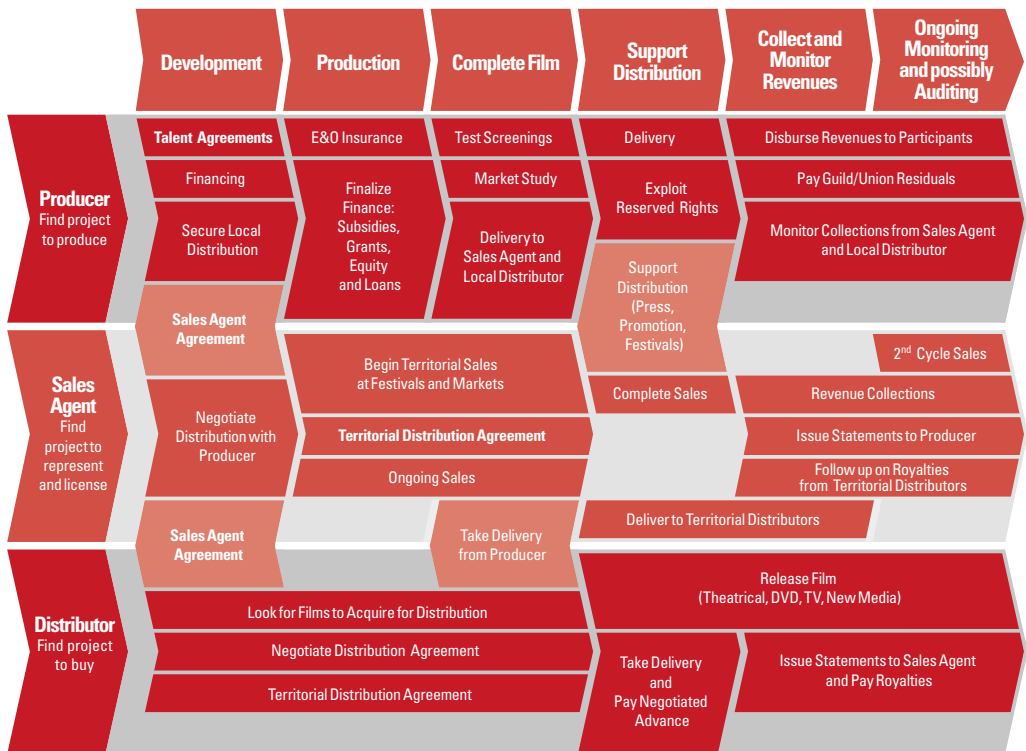 Development
Production
Complete Film
Support
Distribution
Collect and
Monitor
Revenues
Ongoing
Monitoring
and possibly
Auditing
Producer
Find project
to produce
Talent Agreements
Financing
Secure Local
Distribution
E&O Insurance
Finalize
Finance:
Subsidies,
Grants,
Equity
and Loans
Test Screenings
Market Study
Delivery to
Sales Agent and
Local Distributor
Delivery
Exploit
Reserved Rights
Support
Distribution
(Press,
Promotion,
Festivals)
Disburse Revenues to Participants
Pay Guild/Union Residuals
Monitor Collections from Sales Agent
and Local Distributor
Sales Agent
Agreement
Sales
Agent
Find
project to
represent
and license
Negotiate
Distribution with
Producer
Begin Territorial Sales
at Festivals and Markets
Territorial Distribution Agreement
Ongoing Sales
Complete Sales
2nd Cycle Sales
Revenue Collections
Issue Statements to Producer
Follow up on Royalties
from Territorial Distributors
Deliver to Territorial Distributors
Sales Agent
Agreement
Take Delivery
from Producer
Distributor
Find project
to buy
Look for Films to Acquire for Distribution
Negotiate Distribution Agreement
Territorial Distribution Agreement
Release Film
(Theatrical, DVD, TV, New Media)
Take Delivery
and
Pay Negotiated
Advance
Issue Statements to Sales Agent
and Pay Royalties